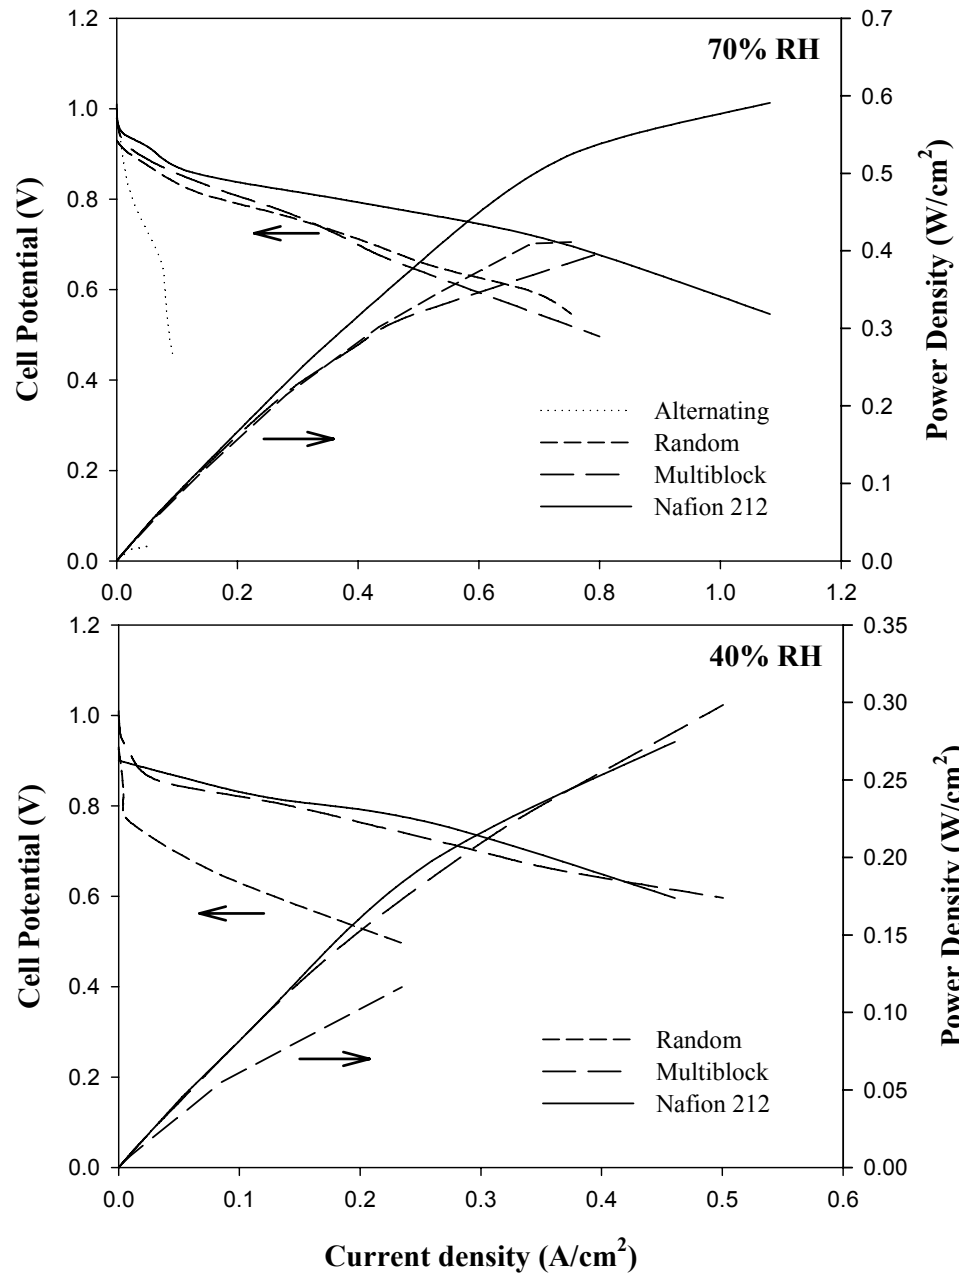 70% RH
Cell Potential (V)
1.2
1.0
0.8
0.6
0.4
0.2
0.0
0.7
0.6
0.5
0.4
0.3
0.2
0.1
0.0
Power Density (W/cm²)
Alternating
Random
Multiblock
Nafion 212
0.0 0.2 0.4 0.6 0.8 1.0 1.2
40% RH
Cell Potential (V)
1.2
1.0
0.8
0.6
0.4
0.2
0.0
0.35
0.30
0.25
0.20
0.15
0.10
0.05
0.00
Power Density (W/cm²)
Random
Multiblock
Nafion 212
0.0 0.1 0.2 0.3 0.4 0.5 0.6
Current density (A/cm²)